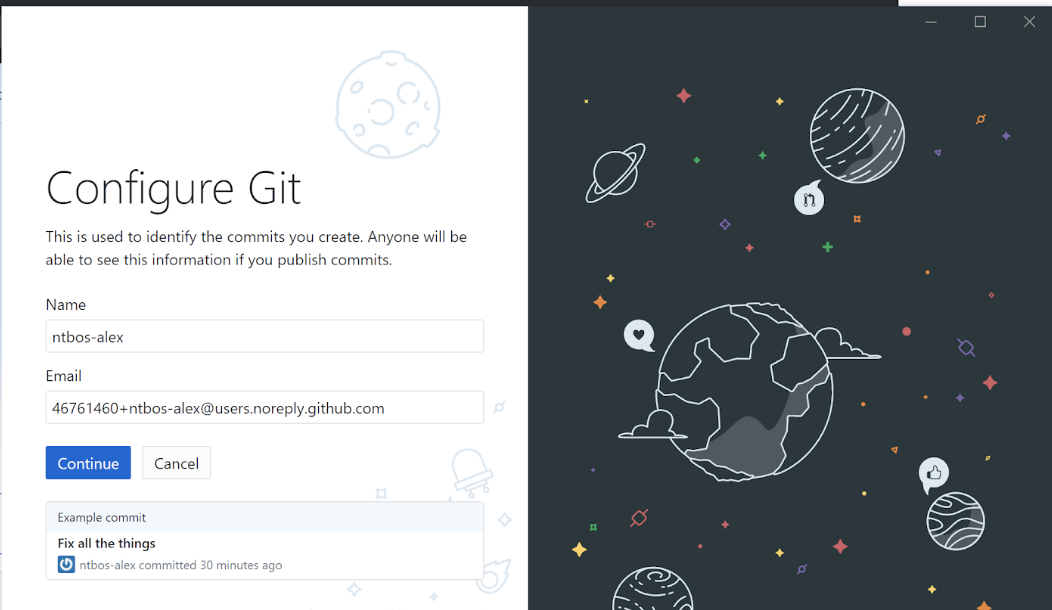 Configure Git
This is used to identify the commits you create. Anyone will be
able to see this information if you publish commits.
Name
ntbos-alex
Email
46761460+ntbos-alex@users.noreply.github.com
Continue Cancel
Example commit
Fix all the things
ntbos-alex committed 30 minutes ago